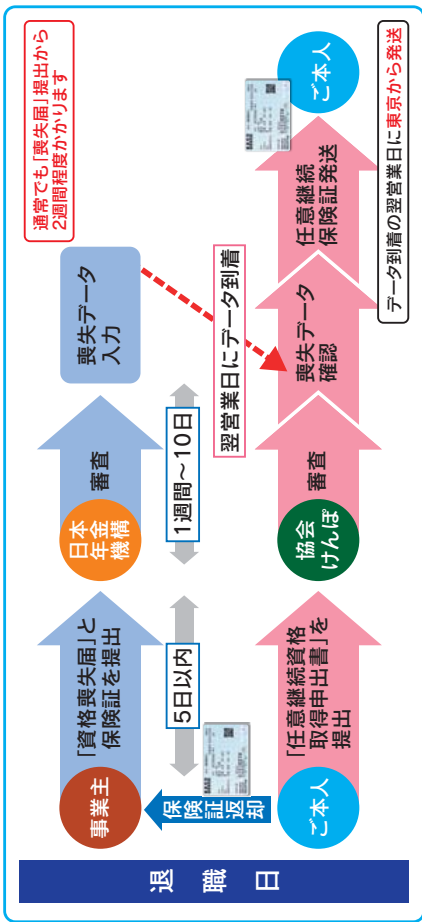 退職日
事業主
「資格喪失届」と
保険証を提出
日本
年金
機構
審査
喪失データ
入力
通常でも「喪失届」提出から
2週間程度かかります
保険証返却
5日以内
1週間～10日
翌営業日にデータ到着
ご本人
「任意継続資格
取得申出書」を
提出
協会
けんぽ
審査
喪失データ
確認
任意継続
保険証発送
ご本人
データ到着の翌営業日に東京から発送